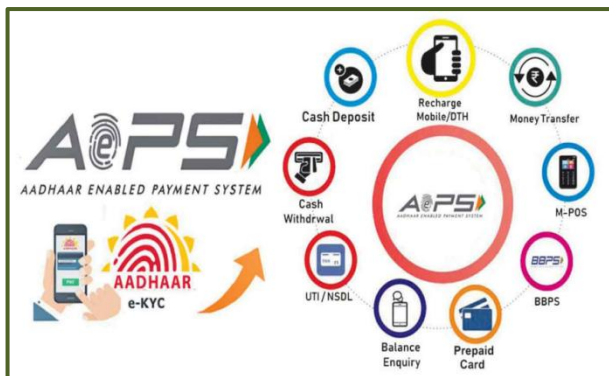 AePS
AADHAAR ENABLED PAYMENT SYSTEM
AADHAAR
e-KYC
Cash Deposit
Recharge
Mobile/DTH
Money Transfer
Cash
Withdrwal
AePS
AADHAAR ENABLED PAYMENT SYSTEM
M-POS
UTI / NSDL
BBPS
BBPS
Balance
Enquiry
Prepaid
Card